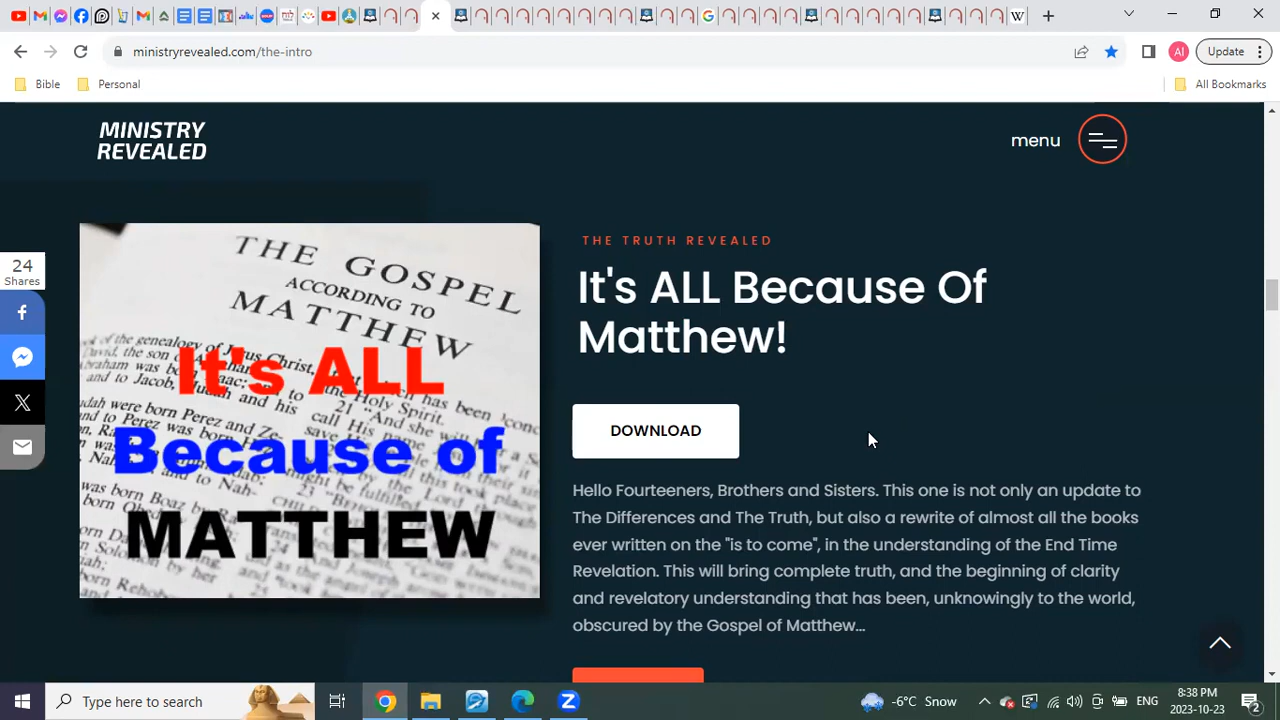 ministryrevealed.com/the-intro
Update
Bible
Personal
All Bookmarks
MINISTRY
REVEALED
menu
24
Shares
THE GOSPEL
ACCORDING TO
MATTHEW
It's ALL
Because of
MATTHEW
THE TRUTH REVEALED
It's ALL Because Of
Matthew!
DOWNLOAD
Hello Fourteeners, Brothers and Sisters. This one is not only an update to
The Differences and The Truth, but also a rewrite of almost all the books
ever written on the "is to come", in the understanding of the End Time
Revelation. This will bring complete truth, and the beginning of clarity
and revelatory understanding that has been, unknowingly to the world,
obscured by the Gospel of Matthew...
Type here to search
-6°C Snow
ENG
8:38 PM
2023-10-23